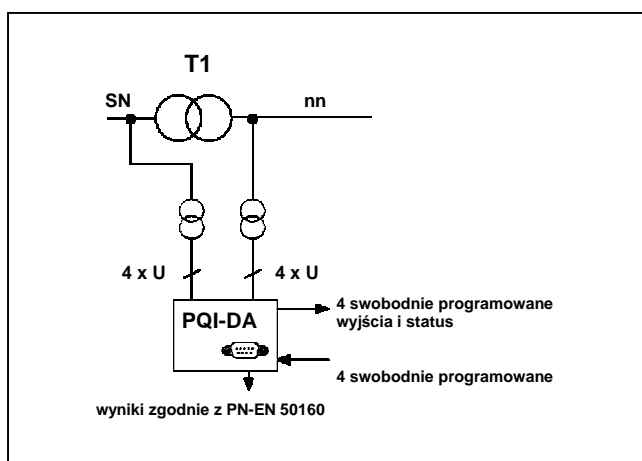 T1
SN
nn
4 x U
4 x U
PQI-DA
4 swobodnie programowane
wyjścia i status
4 swobodnie programowane
wyniki zgodnie z PN-EN 50160